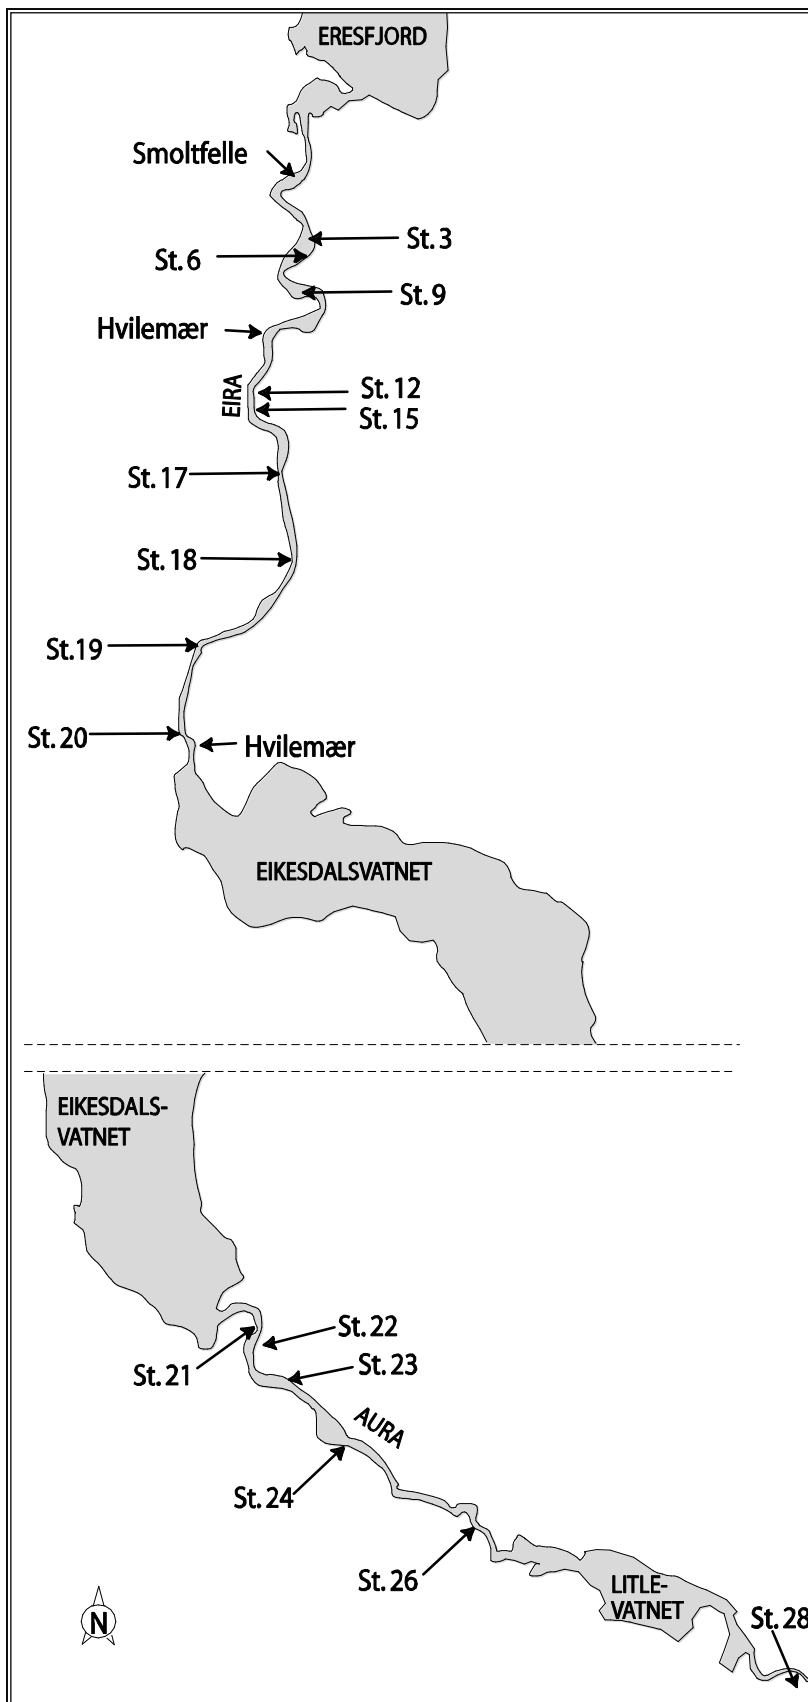 ERESFJORD
Smoltfelle
St. 3
St. 6
St. 9
Hvilemær
EIRA
St. 12
St. 15
St. 17
St. 18
St.19
St. 20
Hvilemær
EIKESDALSVATNET
EIKESDALS-
VATNET
St. 22
St. 21
St. 23
AURA
St. 24
St. 26
LITLE-
VATNET
St. 28
N